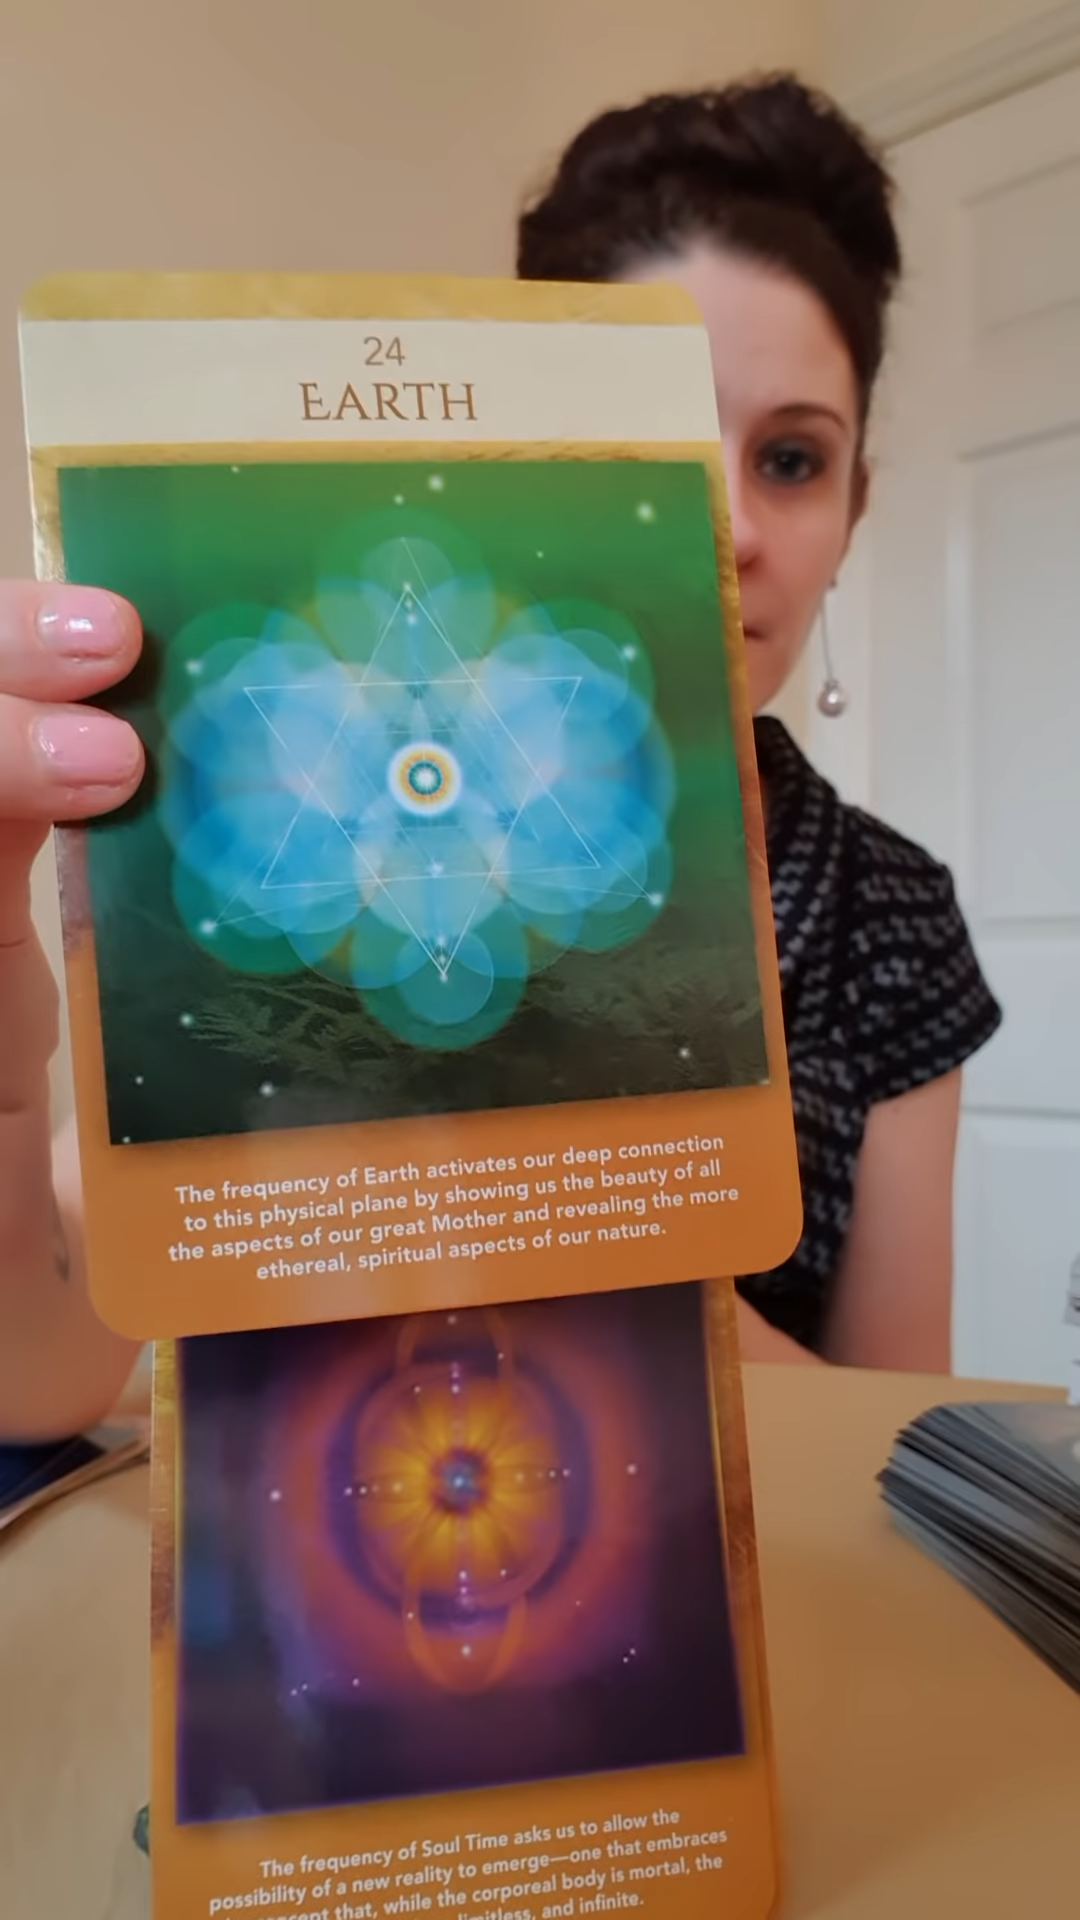 24
EARTH
The frequency of Earth activates our deep connection
to this physical plane by showing us the beauty of all
the aspects of our great Mother and revealing the more
ethereal, spiritual aspects of our nature.
The frequency of Soul Time asks us to allow the
possibility of a new reality to emerge—one that embraces
that, while the corporeal body is mortal, the
limitless, and infinite.